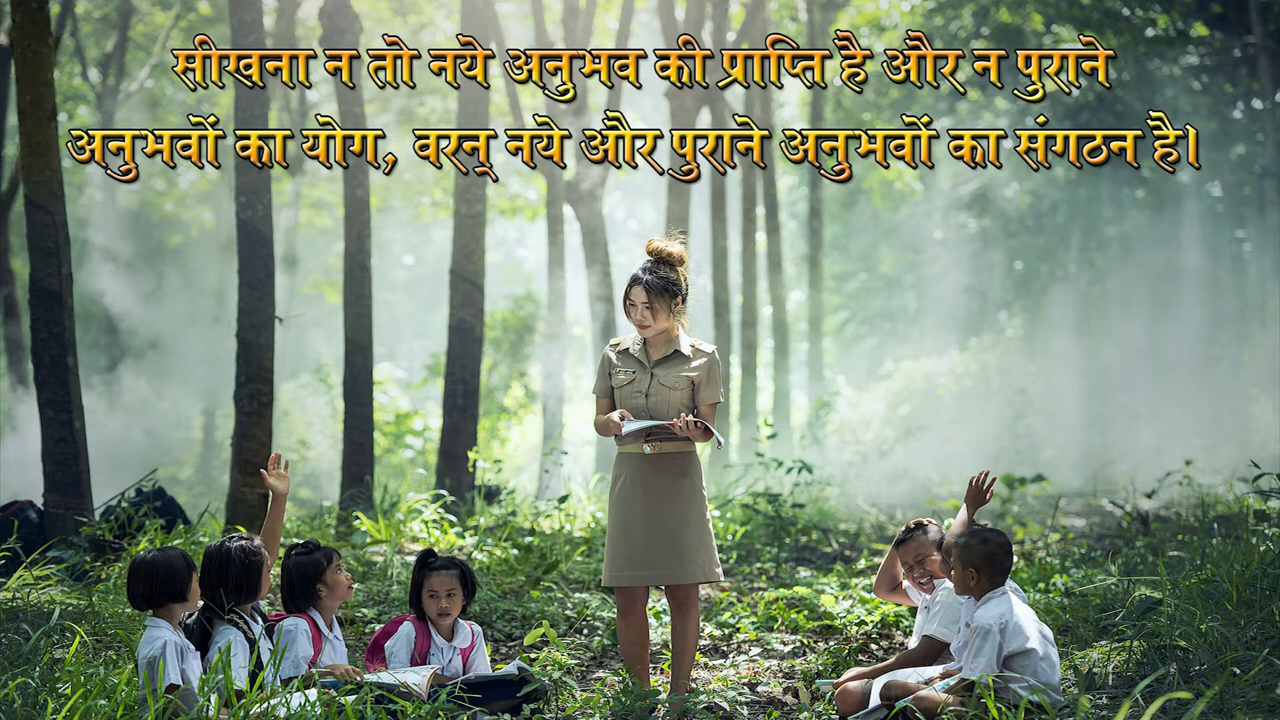 सीखना न तो नये अनुभव की प्राप्ति है और न पुराने
अनुभवों का योग, वरन् नये और पुराने अनुभवों का संगठन है।